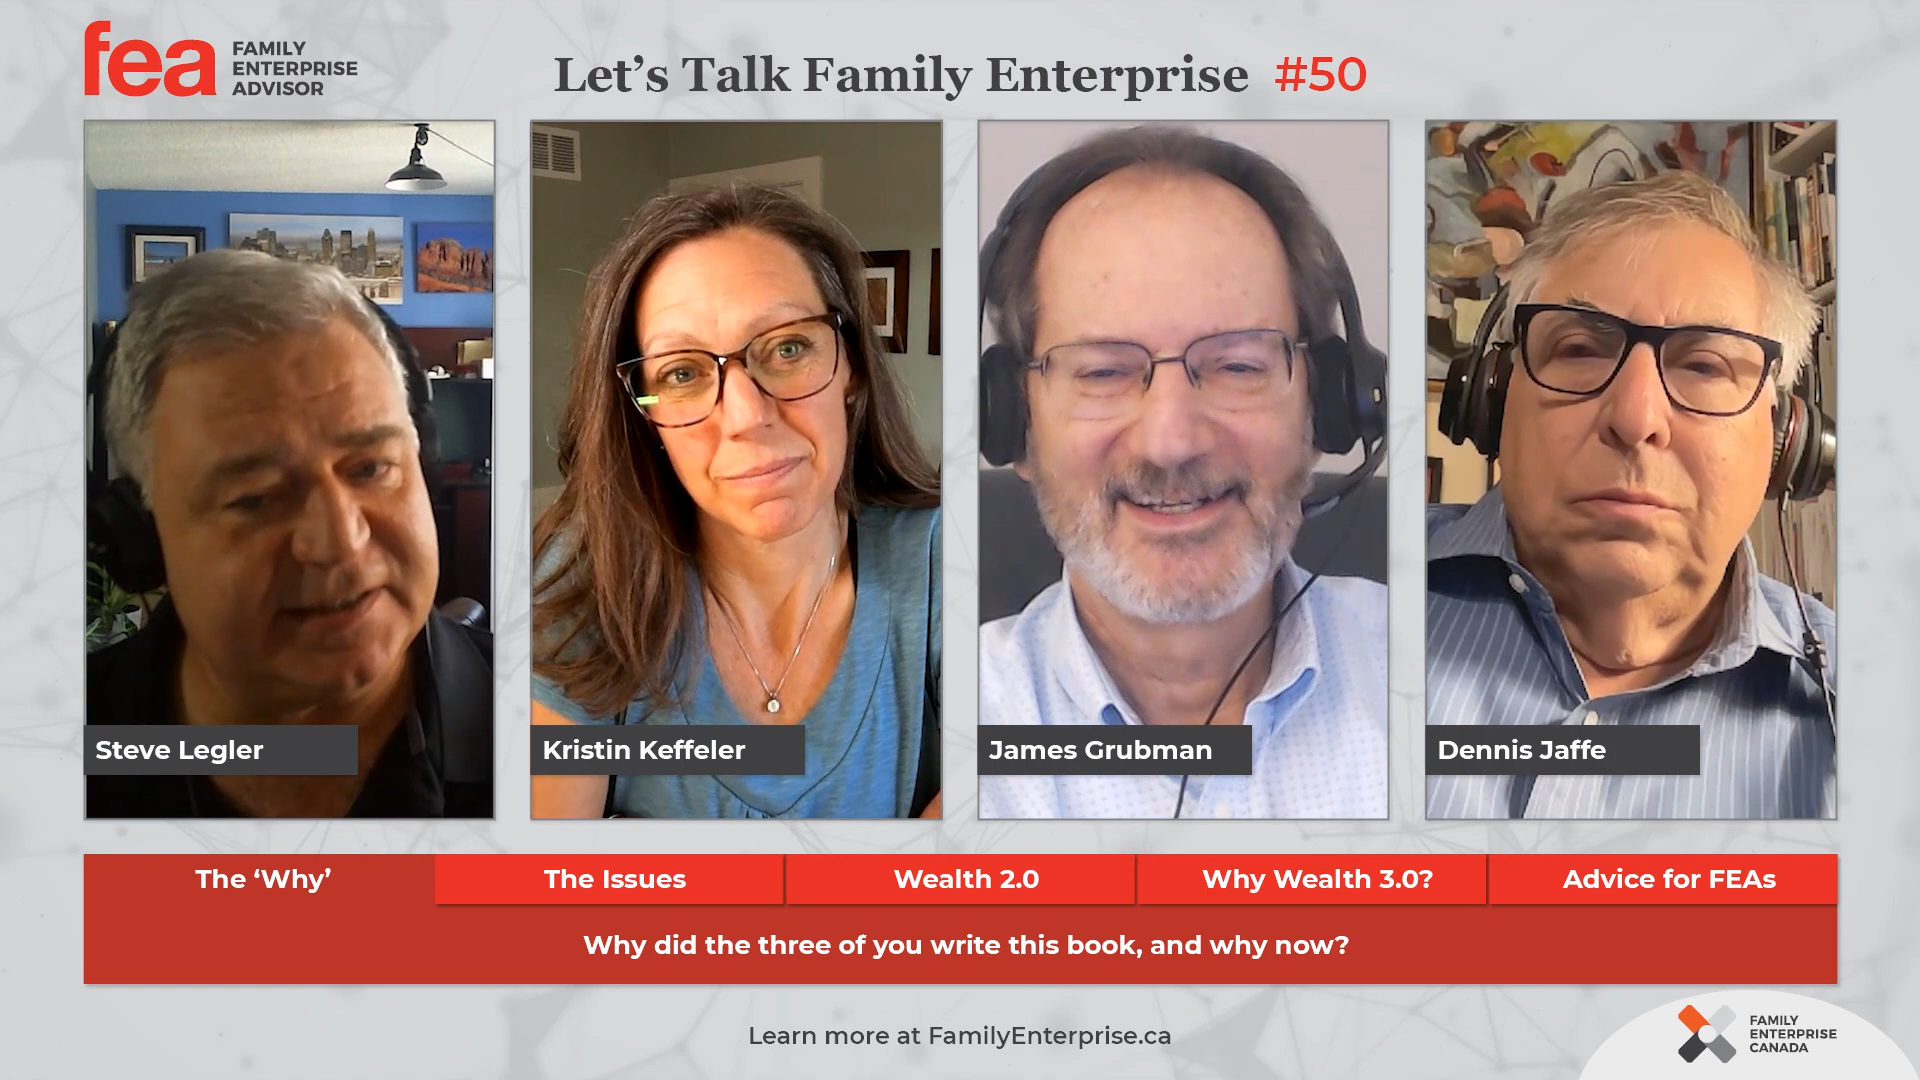 fea
FAMILY
ENTERPRISE
ADVISOR
Let's Talk Family Enterprise #50
Steve Legler
Kristin Keffeler
James Grubman
Dennis Jaffe
The ‘Why’
The Issues
Wealth 2.0
Why Wealth 3.0?
Advice for FEAs
Why did the three of you write this book, and why now?
Learn more at FamilyEnterprise.ca
FAMILY
ENTERPRISE
CANADA